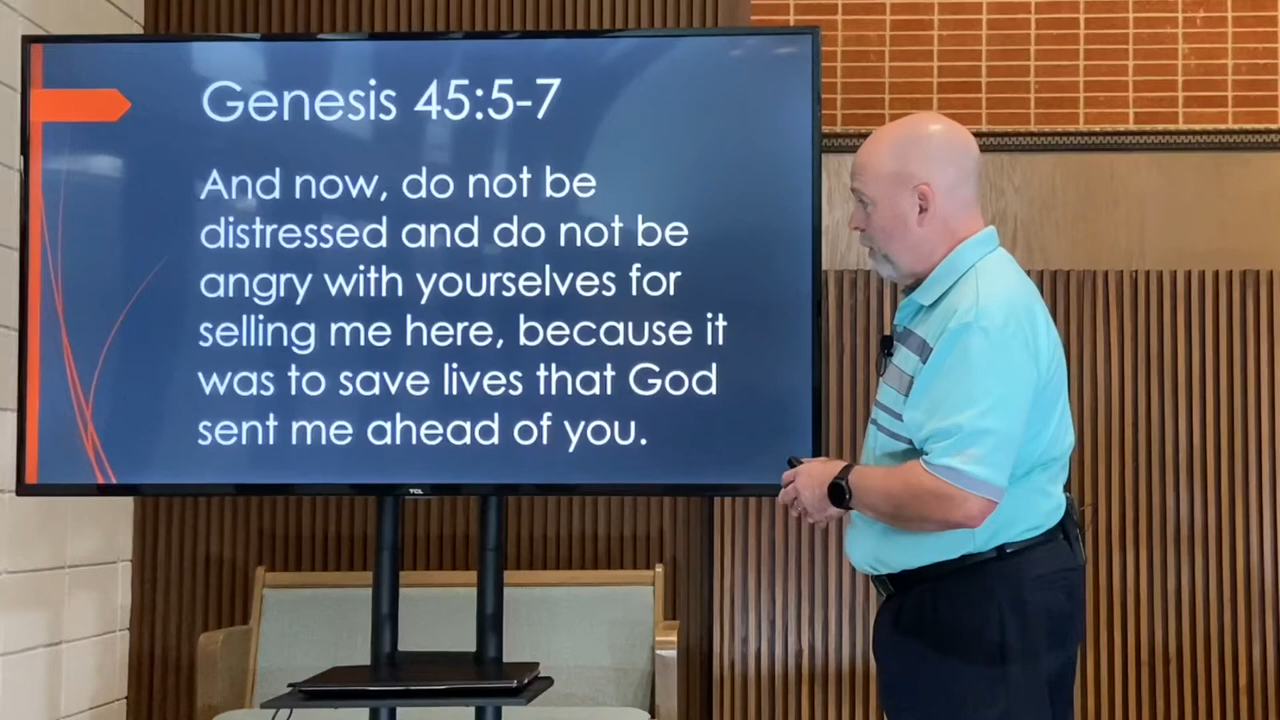 Genesis 45:5-7
And now, do not be
distressed and do not be
angry with yourselves for
selling me here, because it
was to save lives that God
sent me ahead of you.
TCL